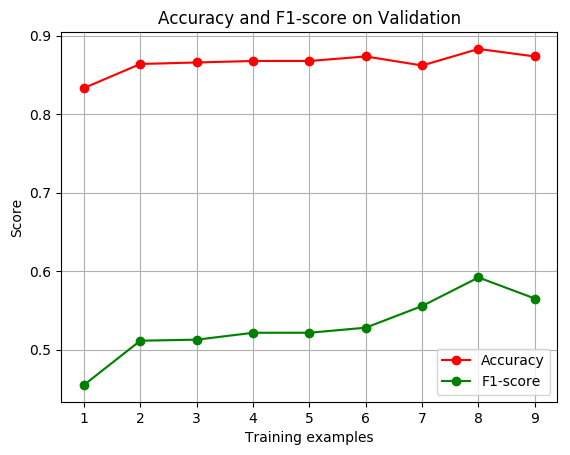 Accuracy and F1-score on Validation
0.9
0.8
0.7
0.6
0.5
Score
1 2 3 4 5 6 7 8 9
Training examples
Accuracy
F1-score